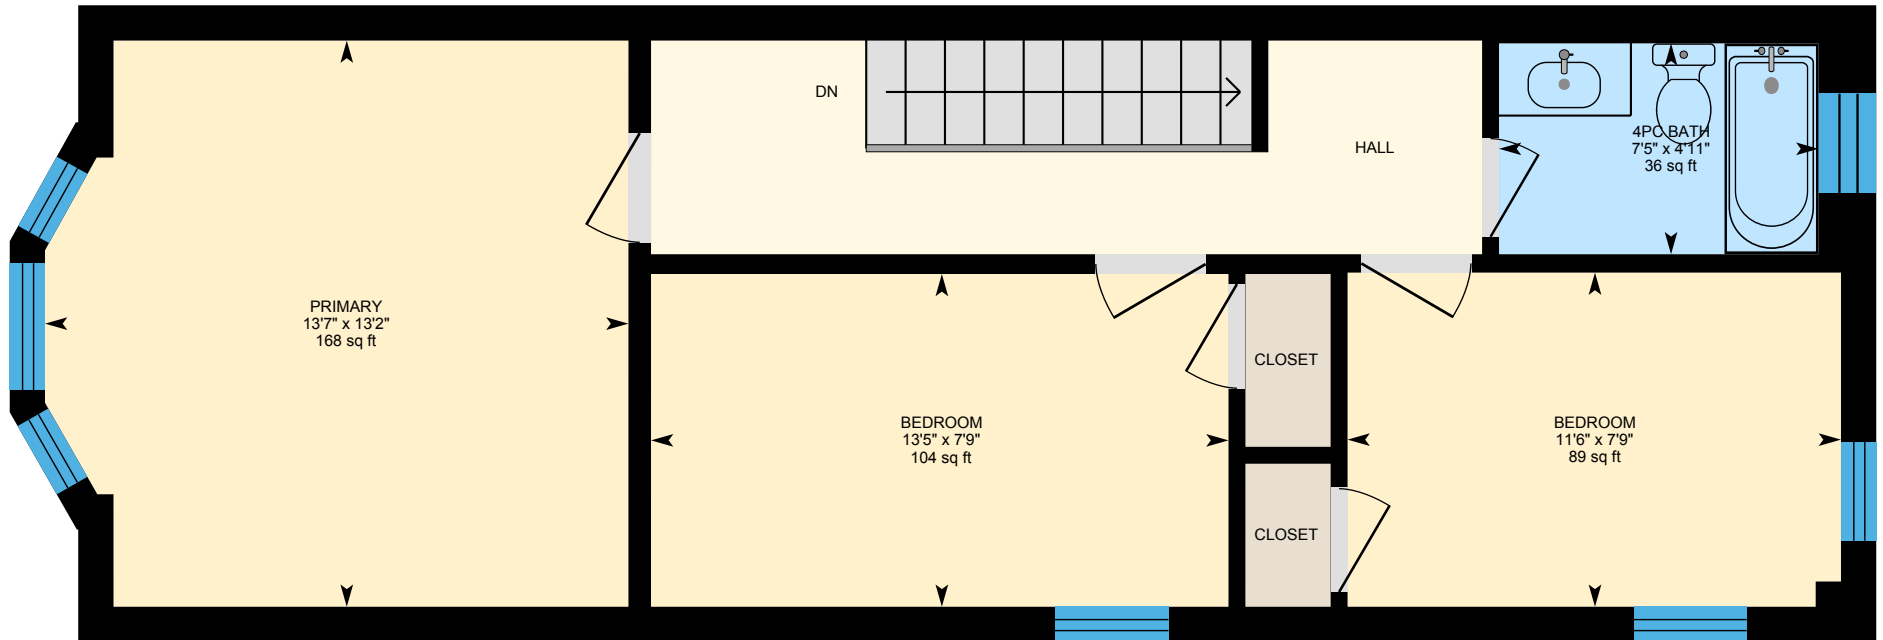 DN
HALL
4PC BATH
7'5" x 4'11"
36 sq ft
PRIMARY
13'7" x 13'2"
168 sq ft
CLOSET
BEDROOM
13'5" x 7'9"
104 sq ft
BEDROOM
11'6" x 7'9"
89 sq ft
CLOSET